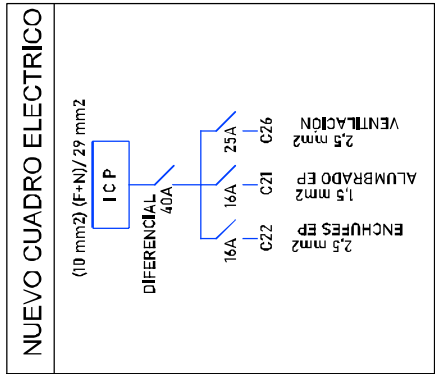 NUEVO CUADRO ELECTRICO
(10 mm2) (F+N)/ 29 mm2
ICP
DIFERENCIAL
40A
16A
16A
25A
C22
C21
C26
ENCHUFES EP
2,5 mm2
ALUMBRADO EP
1,5 mm2
VENTILACIÓN
2,5 mm2